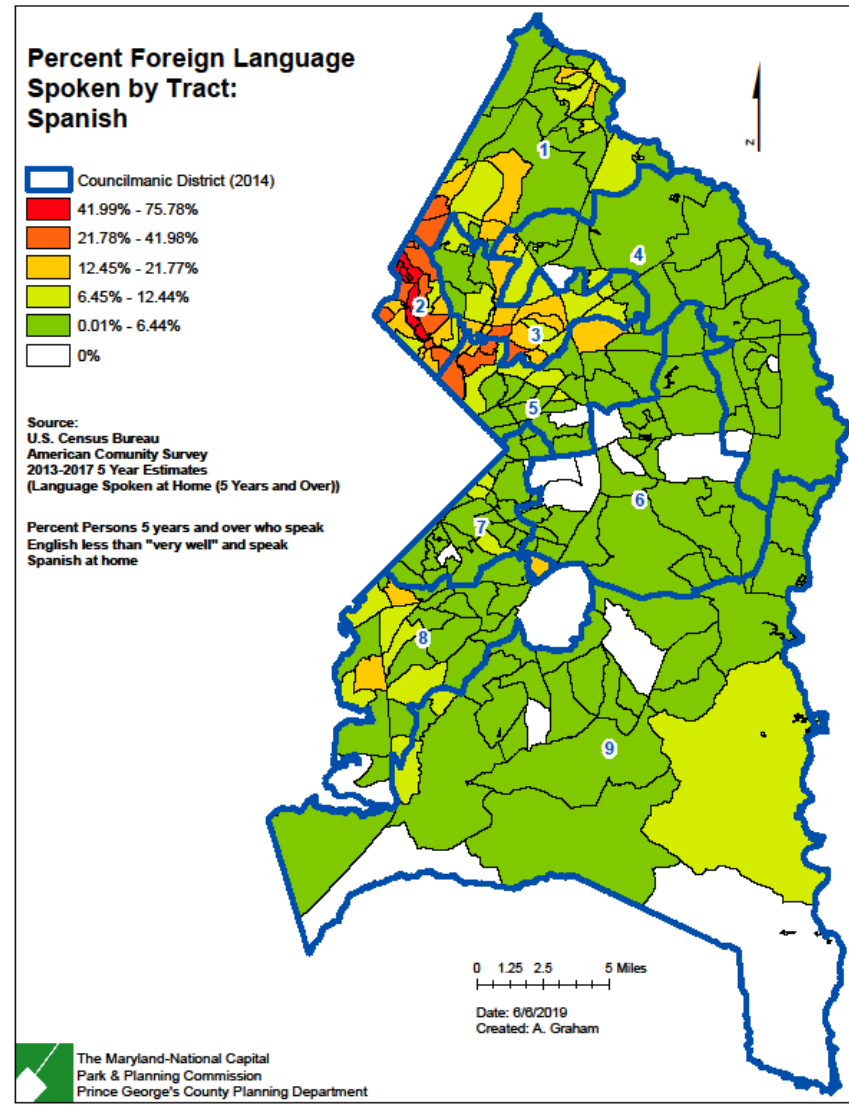 Percent Foreign Language
Spoken by Tract:
Spanish
Councilmanic District (2014)
41.99% - 75.78%
21.78% - 41.98%
12.45% - 21.77%
6.45% - 12.44%
0.01% - 6.44%
0%
Source:
U.S. Census Bureau
American Comunity Survey
2013-2017 5 Year Estimates
(Language Spoken at Home (5 Years and Over))
Percent Persons 5 years and over who speak
English less than "very well" and speak
Spanish at home
N
1
4
2
3
5
6
7
8
9
0 1.25 2.5 5 Miles
Date: 6/6/2019
Created: A. Graham
The Maryland-National Capital
Park & Planning Commission
Prince George's County Planning Department